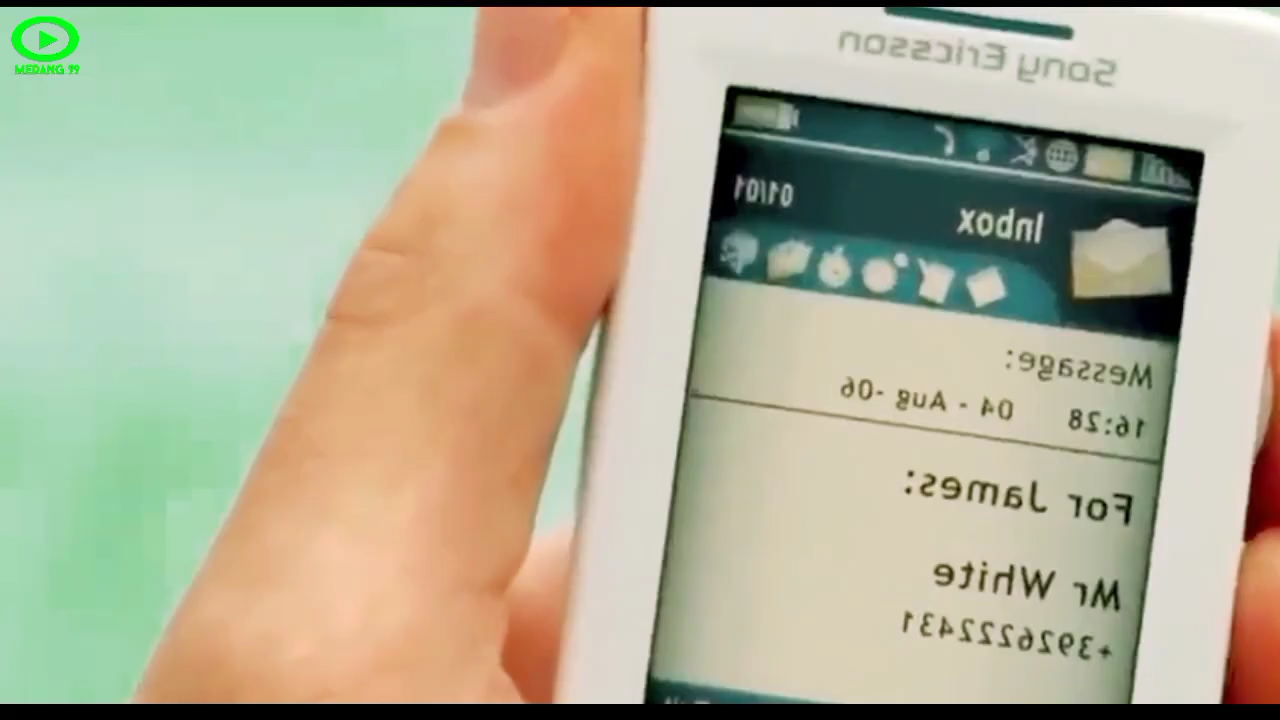 MEDANG 99
Sony Ericsson
Inbox 01/01
Message:
16:28 04 - Aug -06
For James:
Mr White
+3926222431